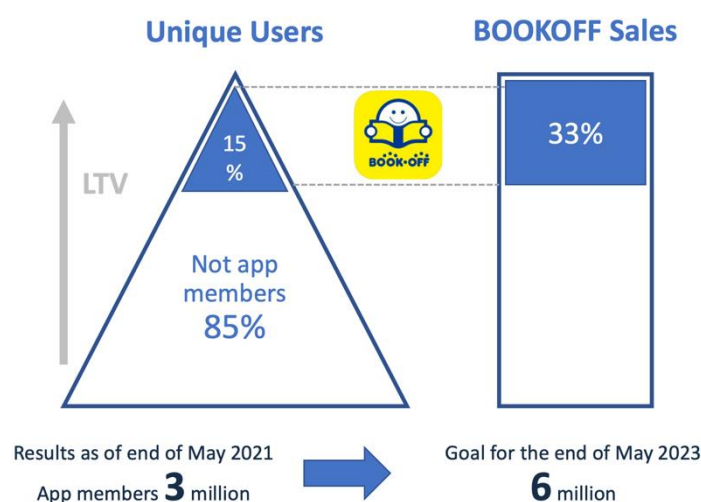 Unique Users
BOOKOFF Sales
15
%
BOOK•OFF
33%
LTV
Not app
members
85%
Results as of end of May 2021
App members 3 million
Goal for the end of May 2023
6 million